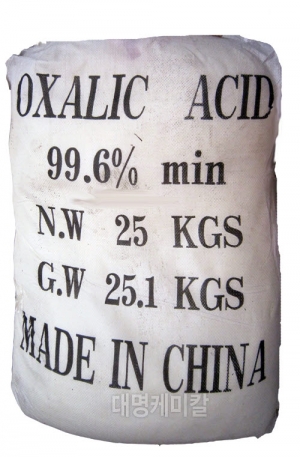 OXALIC ACID
99.6% min
N.W 25 KGS
G.W 25.1 KGS
MADE IN CHINA
대명케미칼